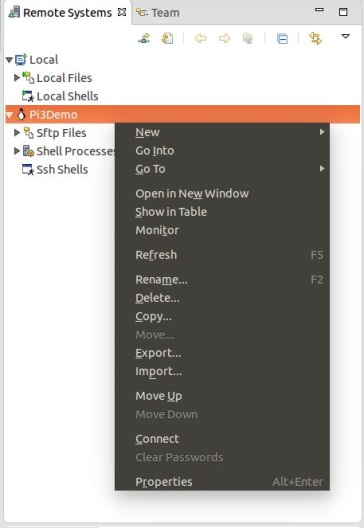 Remote Systems
Team
Local
Local Files
Local Shells
Pi3Demo
Sftp Files
Shell Processes
Ssh Shells
New
Go Into
Go To
Open in New Window
Show in Table
Monitor
Refresh F5
Rename... F2
Delete...
Copy...
Move...
Export...
Import...
Move Up
Move Down
Connect
Clear Passwords
Properties Alt+Enter